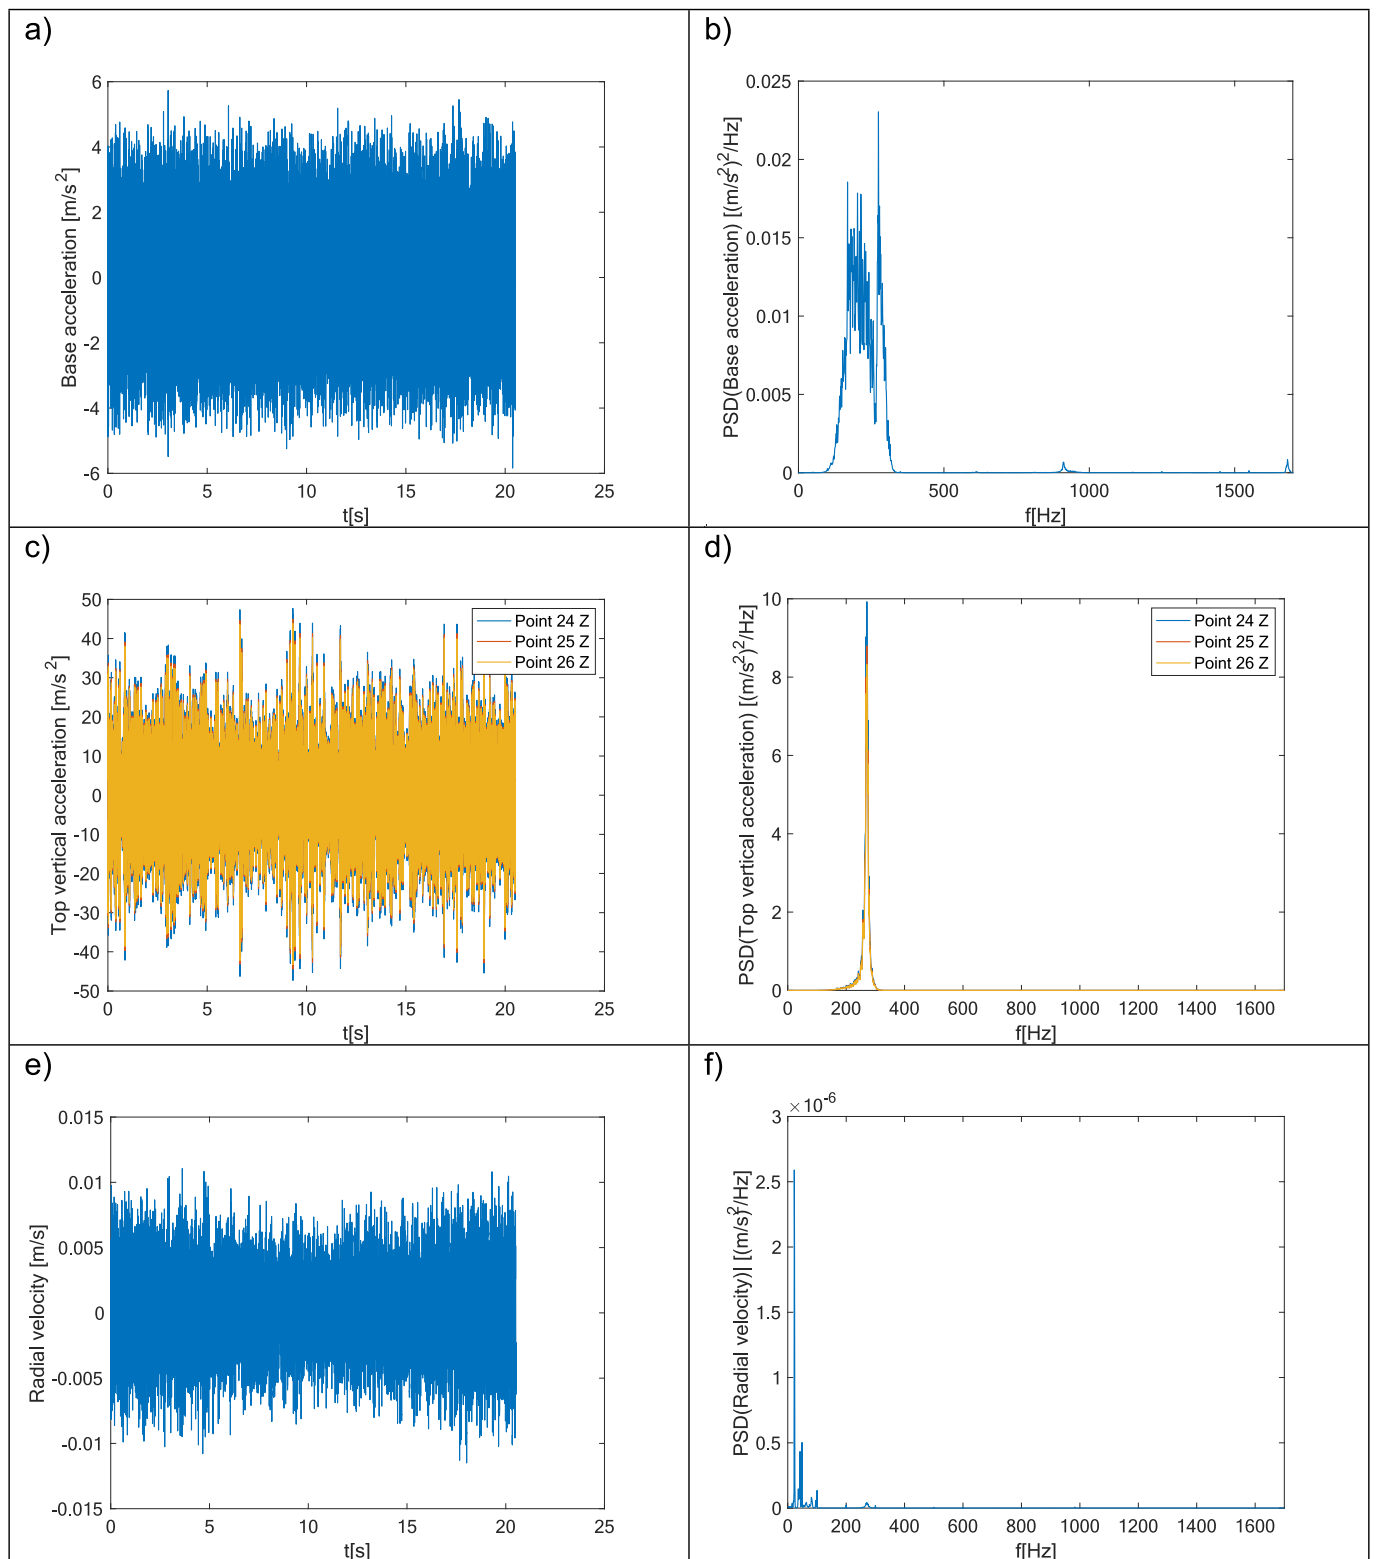 a)
6
4
2
0
-2
-4
-6
0 5 10 15 20 25
t[s]
Base acceleration [m/s²]
b)
0.025
0.02
0.015
0.01
0.005
0
0 500 1000 1500
f[Hz]
PSD(Base acceleration) [(m/s²)²/Hz]
c)
50
40
30
20
10
0
-10
-20
-30
-40
-50
0 5 10 15 20 25
t[s]
Top vertical acceleration [m/s²]
Point 24 Z
Point 25 Z
Point 26 Z
d)
10
8
6
4
2
0
0 200 400 600 800 1000 1200 1400 1600
f[Hz]
PSD(Top vertical acceleration) [(m/s²)²/Hz]
Point 24 Z
Point 25 Z
Point 26 Z
e)
0.015
0.01
0.005
0
-0.005
-0.01
-0.015
0 5 10 15 20 25
t[s]
Radial velocity [m/s]
f)
×10⁻⁶
3
2.5
2
1.5
1
0.5
0
0 200 400 600 800 1000 1200 1400 1600
f[Hz]
PSD(Radial velocity)| [(m/s)²/Hz]